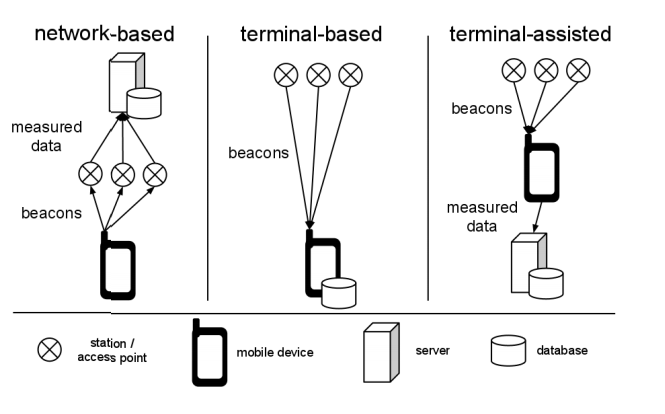 network-based
terminal-based
terminal-assisted
measured
data
beacons
beacons
beacons
measured
data
station /
access point
mobile device
server
database